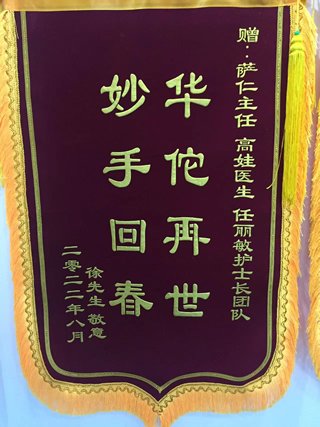 赠：萨仁主任 高娃医生 任丽敏护士长团队
华佗再世
妙手回春
徐先生 敬意
二零二二年八月